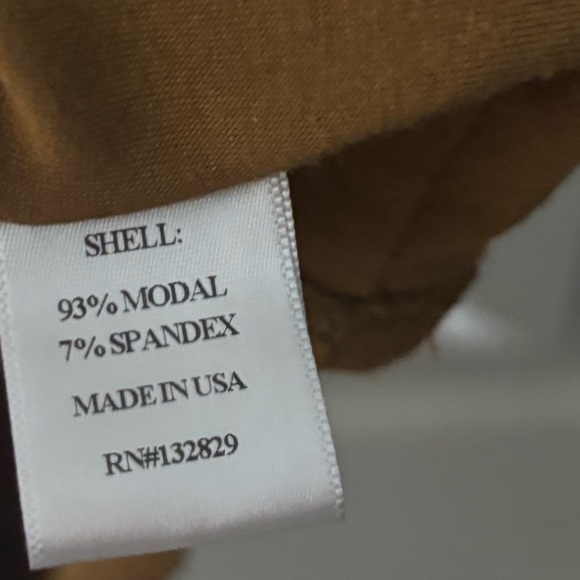 SHELL:
93% MODAL
7% SPANDEX
MADE IN USA
RN#132829